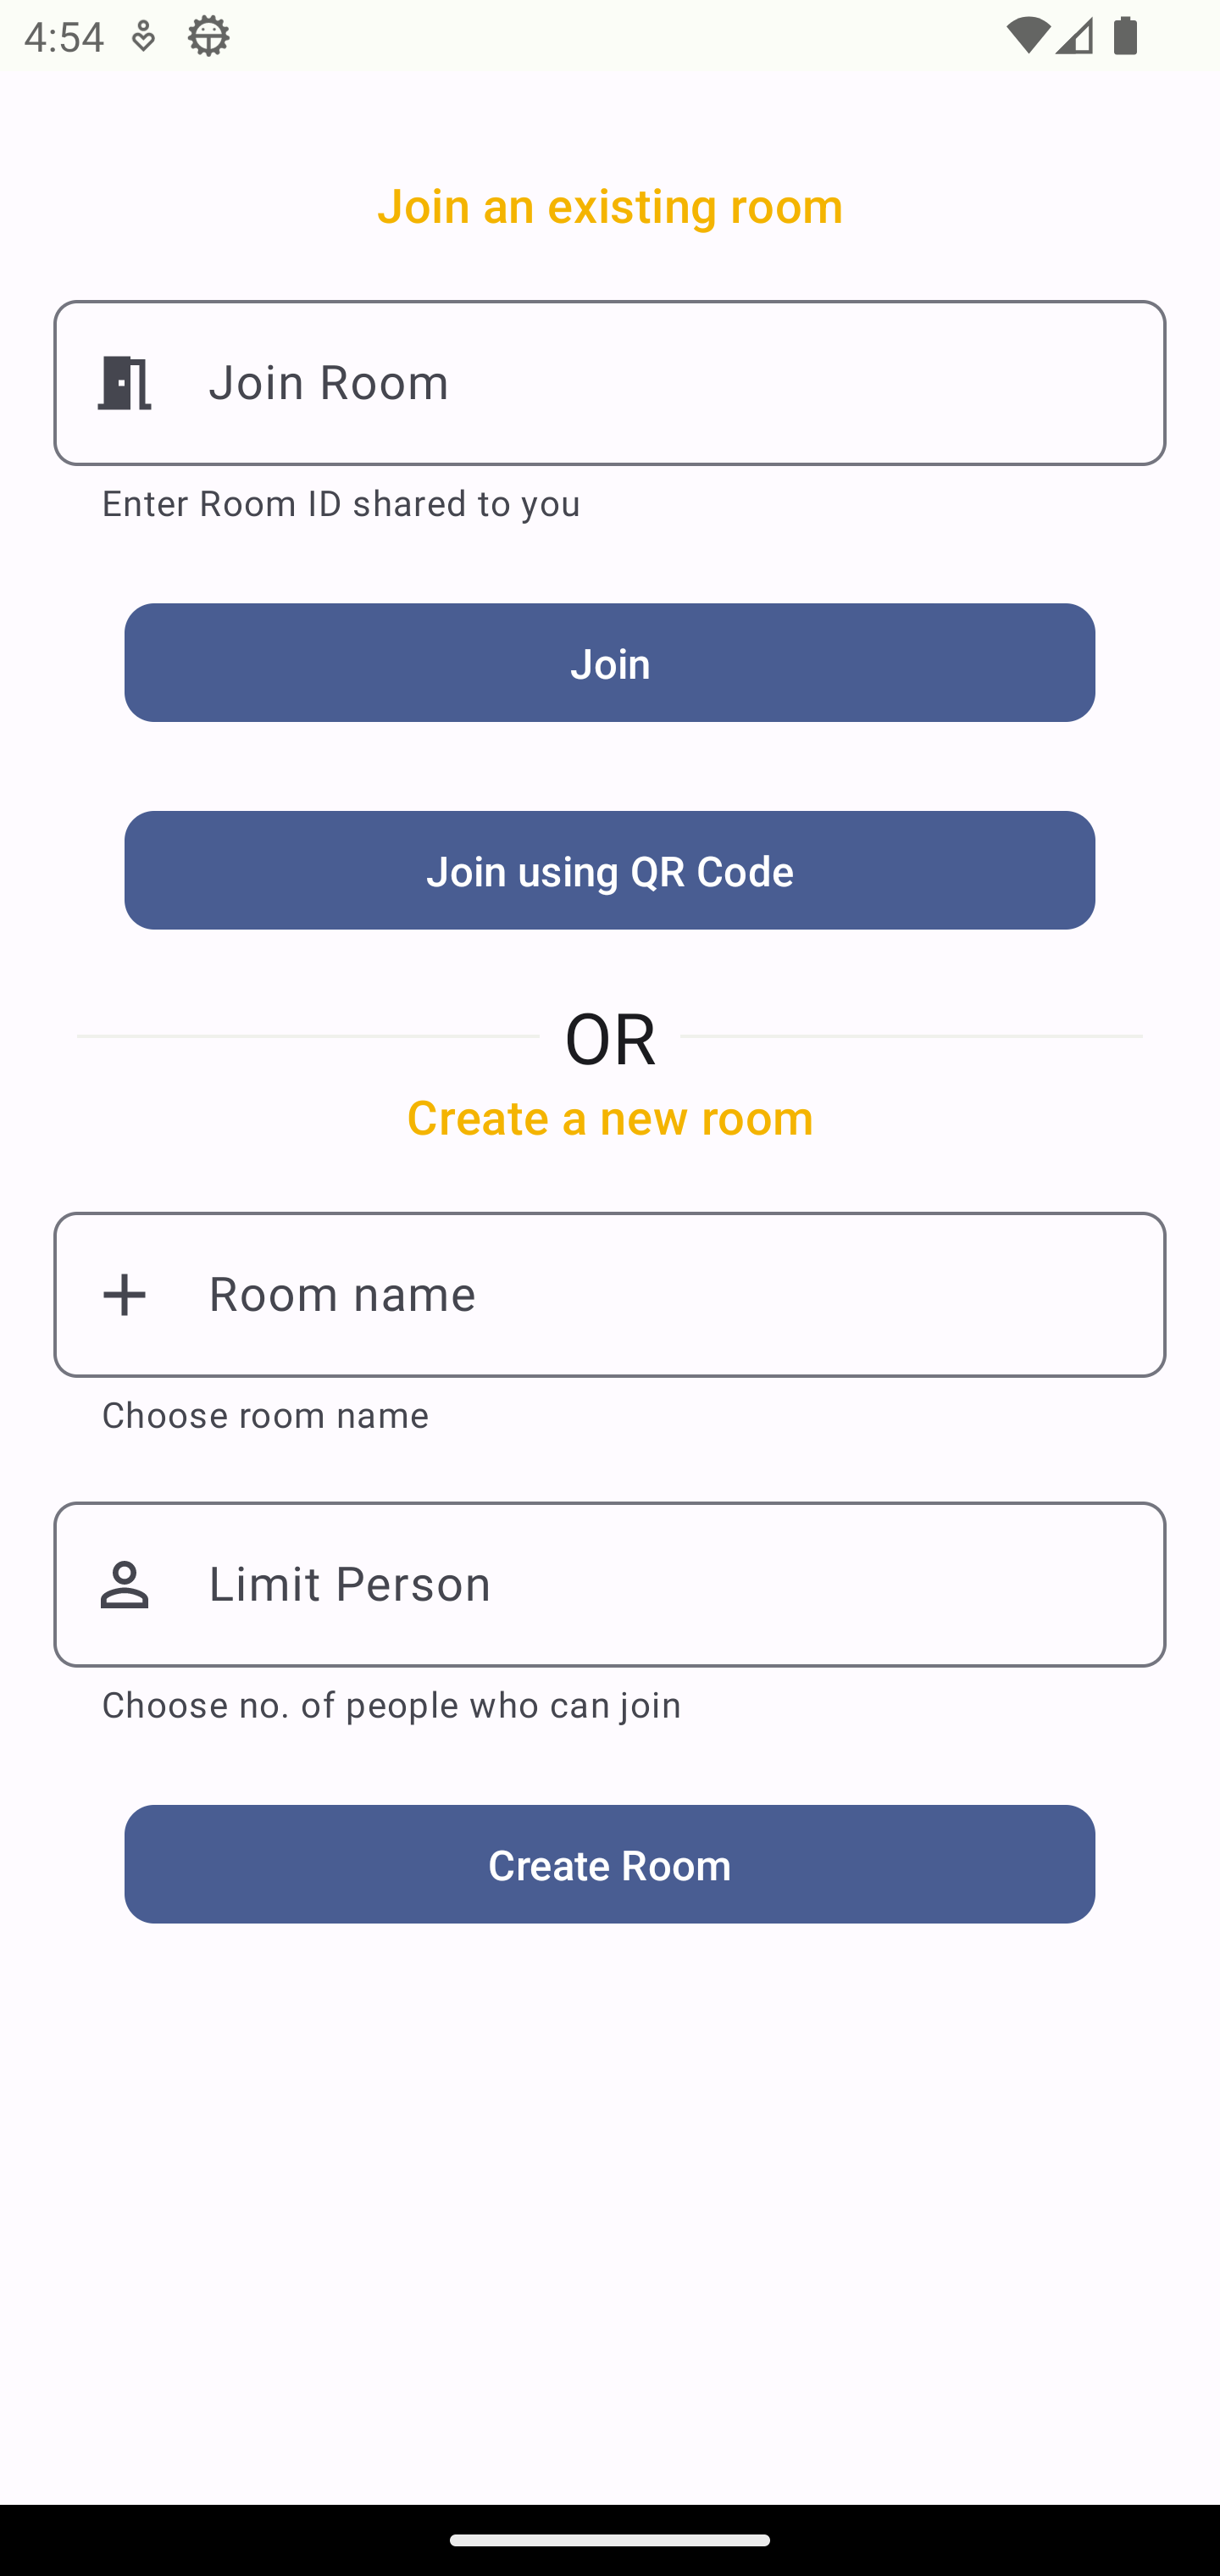 4:54
Join an existing room
Join Room
Enter Room ID shared to you
Join
Join using QR Code
OR
Create a new room
Room name
Choose room name
Limit Person
Choose no. of people who can join
Create Room